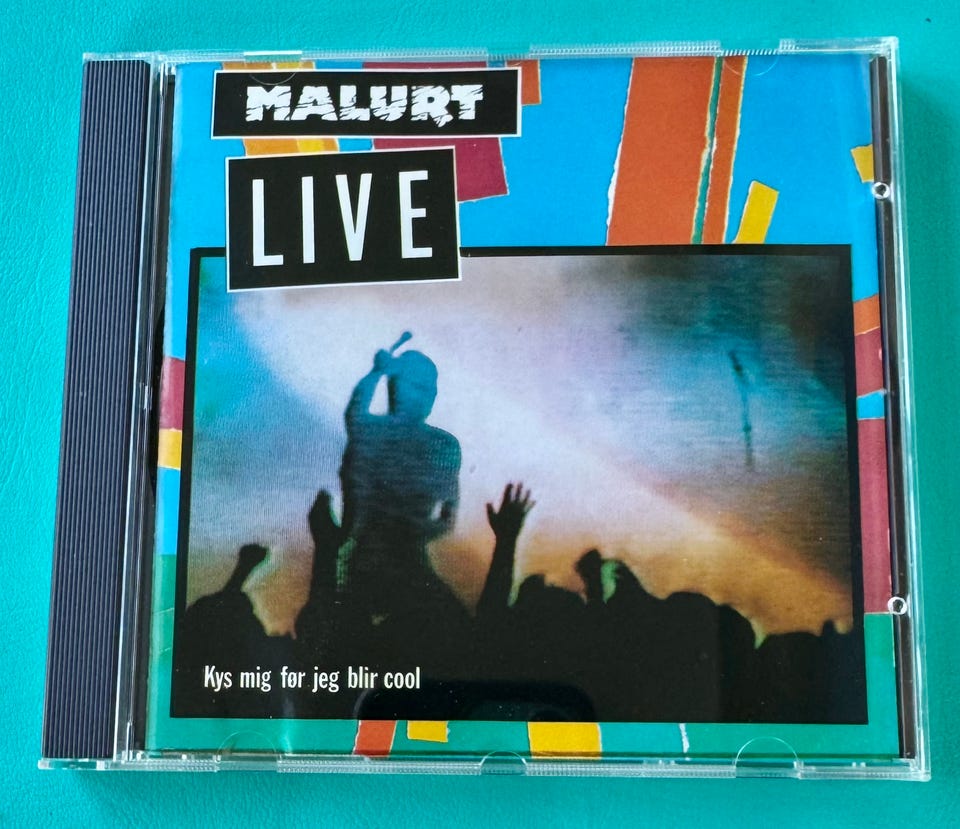 MALURT
LIVE
Kys mig før jeg blir cool